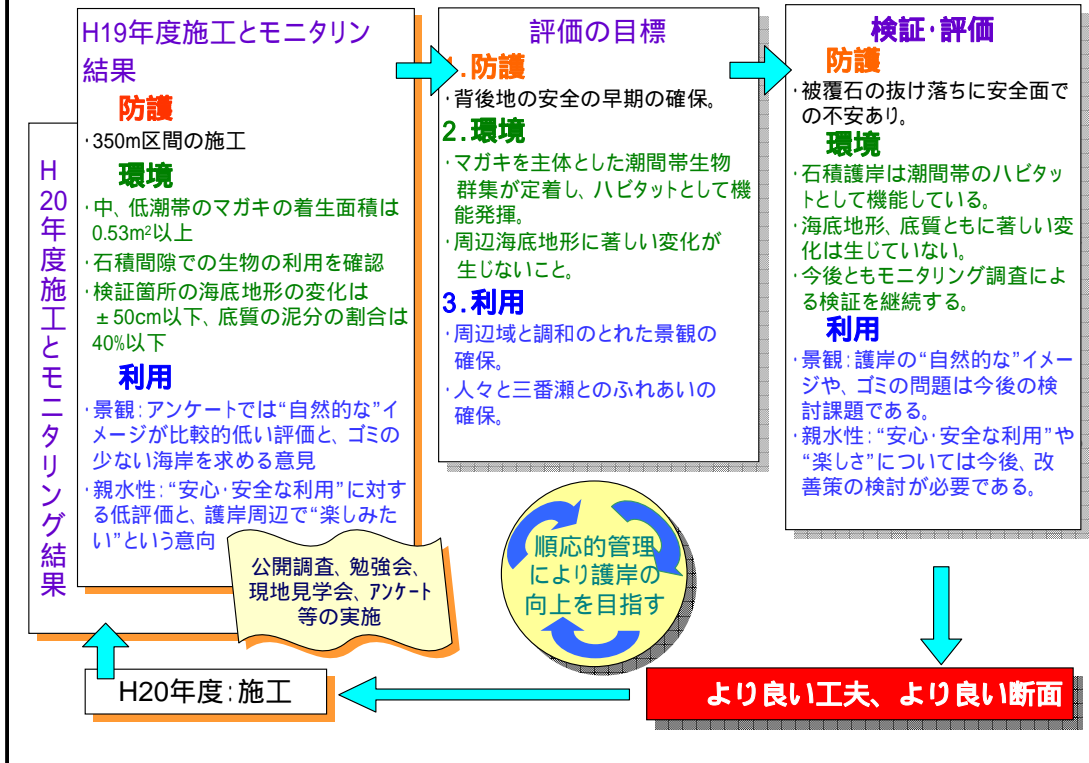 H20年度施工とモニタリング結果
H19年度施工とモニタリン
結果
防護
・350m区間の施工
環境
・中、低潮帯のマガキの着生面積は
0.53m²以上
・石積間隙での生物の利用を確認
・検証箇所の海底地形の変化は
±50cm以下、底質の泥分の割合は
40%以下
利用
・景観:アンケートでは“自然的な”イ
メージが比較的低い評価と、ゴミの
少ない海岸を求める意見
・親水性:“安心・安全な利用”に対す
る低評価と、護岸周辺で“楽しみた
い”という意向
公開調査、勉強会、
現地見学会、アンケート
等の実施
評価の目標
.防護
・背後地の安全の早期の確保。
2.環境
・マガキを主体とした潮間帯生物
群集が定着し、ハビタットとして機
能発揮。
・周辺海底地形に著しい変化が
生じないこと。
3.利用
・周辺域と調和のとれた景観の
確保。
・人々と三番瀬とのふれあいの
確保。
検証・評価
防護
・被覆石の抜け落ちに安全面で
の不安あり。
環境
・石積護岸は潮間帯のハビタッ
トとして機能している。
・海底地形、底質ともに著しい変
化は生じていない。
・今後ともモニタリング調査によ
る検証を継続する。
利用
・景観:護岸の“自然的な”イメー
ジや、ゴミの問題は今後の検
討課題である。
・親水性:“安心・安全な利用”や
“楽しさ”については今後、改
善策の検討が必要である。
順応的管理
により護岸の
向上を目指す
より良い工夫、より良い断面
H20年度:施工